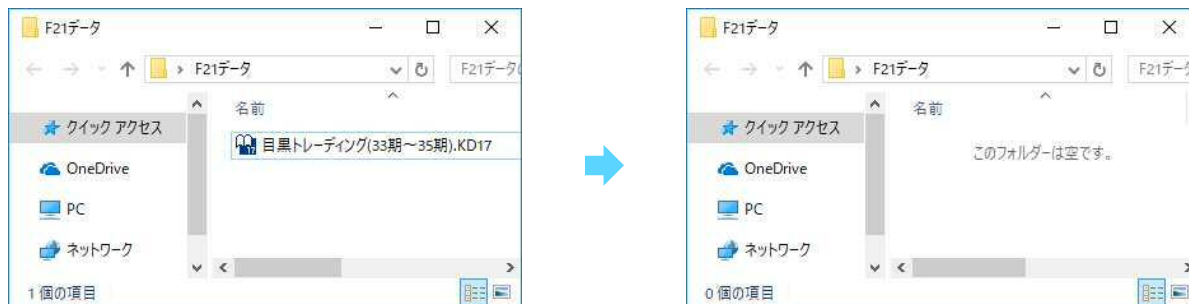 F21データ
F21データ
F21データの
名前
クイック アクセス
目黒トレーディング(33期～35期).KD17
OneDrive
PC
ネットワーク
1 個の項目
F21データ
F21データ
F21データ
名前
クイック アクセス
このフォルダーは空です。
OneDrive
PC
ネットワーク
0 個の項目